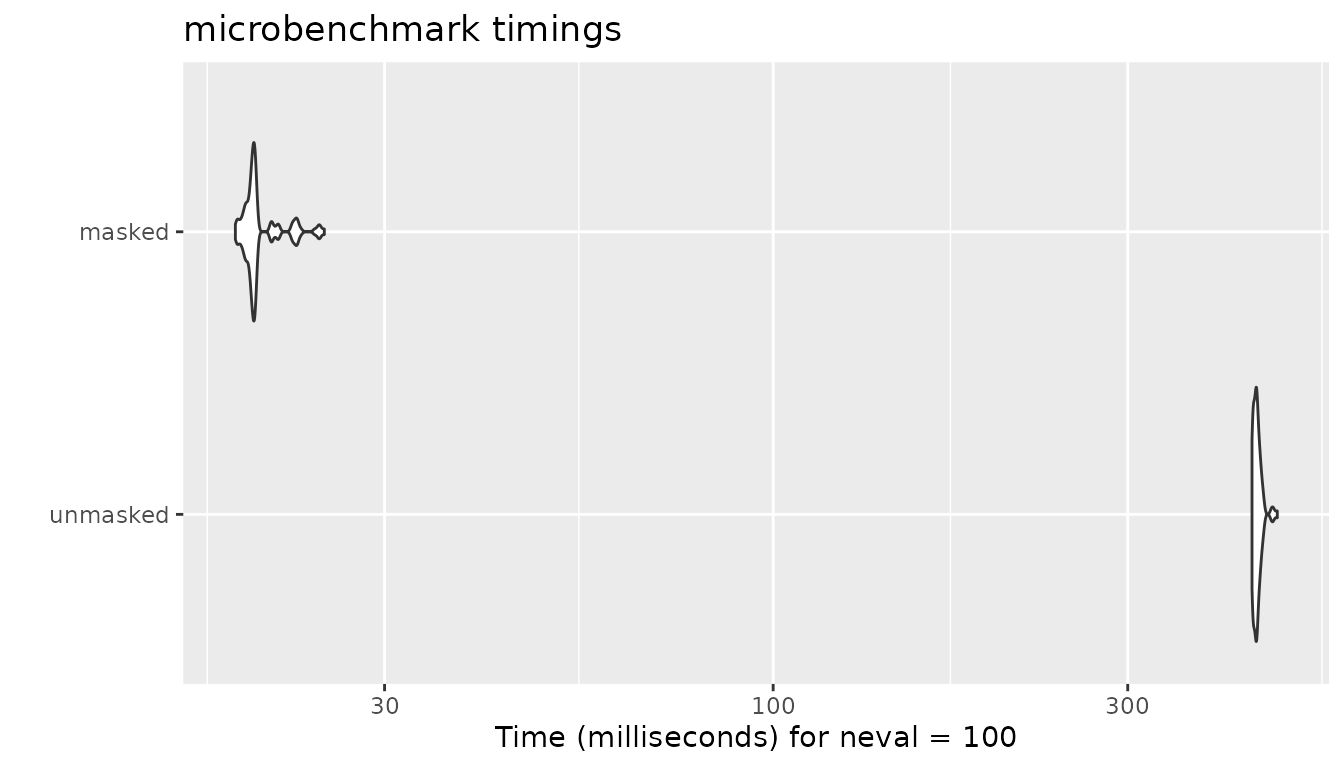 microbenchmark timings
masked
unmasked
30 100 300
Time (milliseconds) for neval = 100